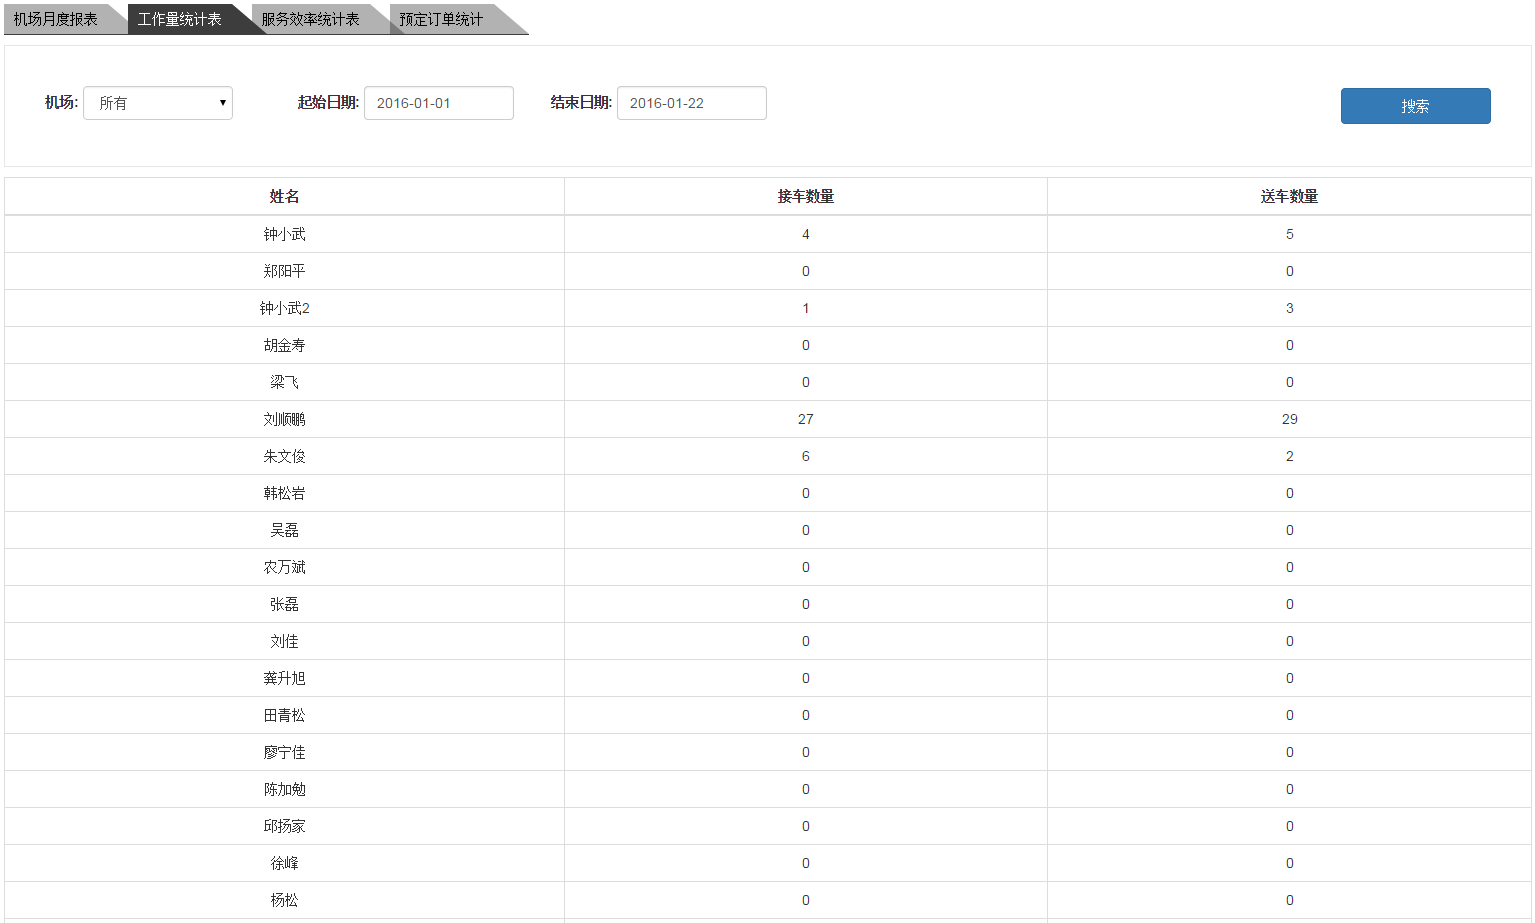 机场月度报表 工作量统计表 服务效率统计表 预定订单统计
机场: 所有 起始日期: 2016-01-01 结束日期: 2016-01-22 搜索
姓名 接车数量 送车数量
钟小武 4 5
郑阳平 0 0
钟小武2 1 3
胡金寿 0 0
梁飞 0 0
刘顺鹏 27 29
朱文俊 6 2
韩松岩 0 0
吴磊 0 0
农万斌 0 0
张磊 0 0
刘佳 0 0
龚升旭 0 0
田青松 0 0
廖宁佳 0 0
陈加勉 0 0
邱扬家 0 0
徐峰 0 0
杨松 0 0